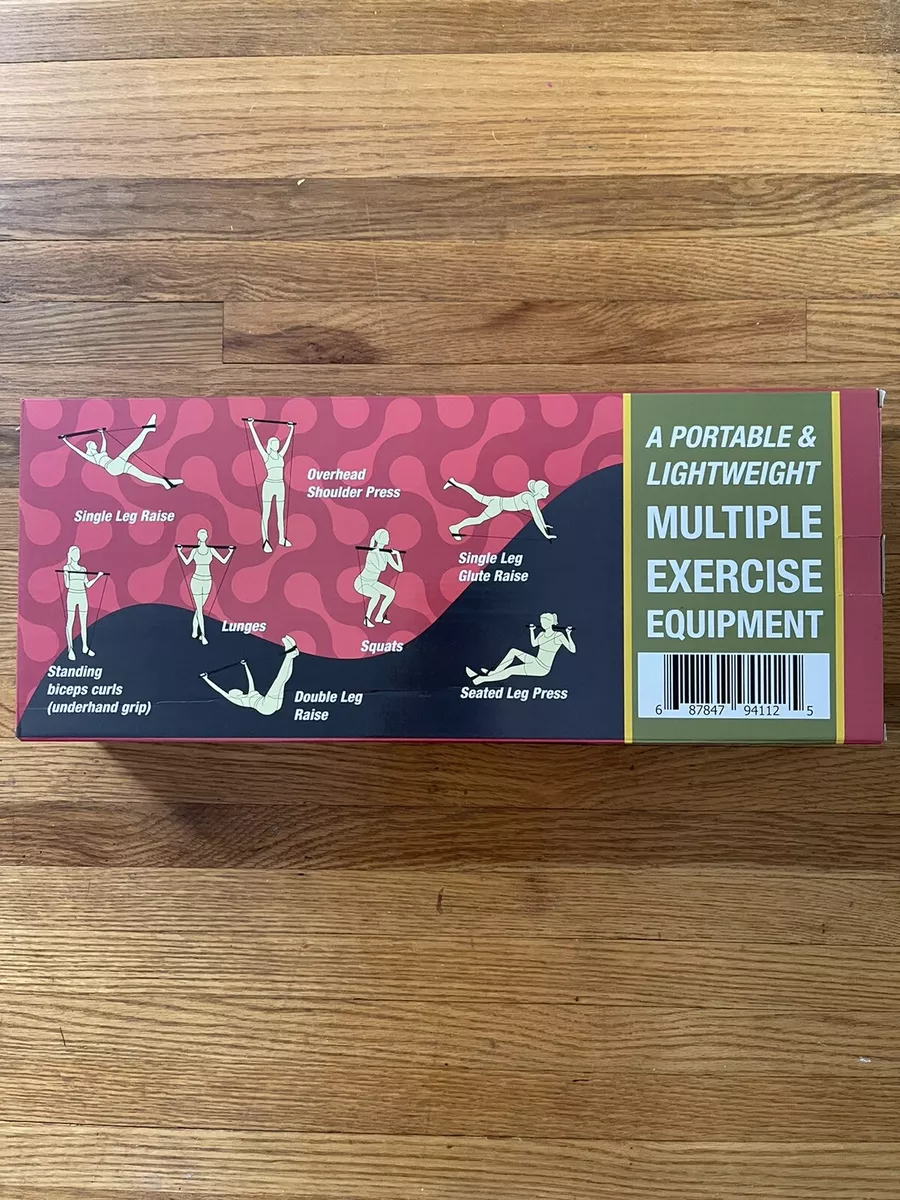 Single Leg Raise
Overhead
Shoulder Press
Single Leg
Glute Raise
Lunges
Squats
Standing
biceps curls
(underhand grip)
Double Leg
Raise
Seated Leg Press
A PORTABLE &
LIGHTWEIGHT
MULTIPLE
EXERCISE
EQUIPMENT
6 87847 94112 5